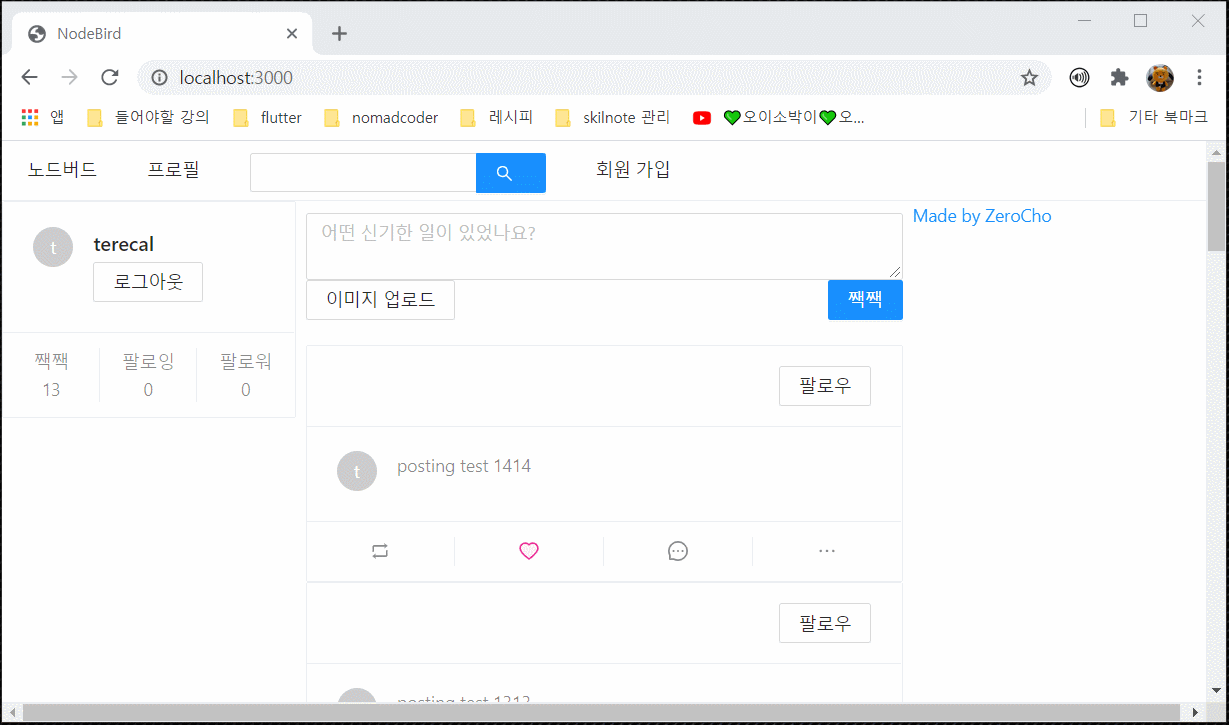 NodeBird
localhost:3000
앱 들어야할 강의 flutter nomadcoder 레시피 skilnote 관리 💚오이소박이💚오... 기타 북마크
노드버드 프로필 회원 가입
t terecal
로그아웃
짹짹 팔로잉 팔로워
13 0 0
어떤 신기한 일이 있었나요?
이미지 업로드 짹짹
팔로우
t posting test 1414
팔로우
Made by ZeroCho